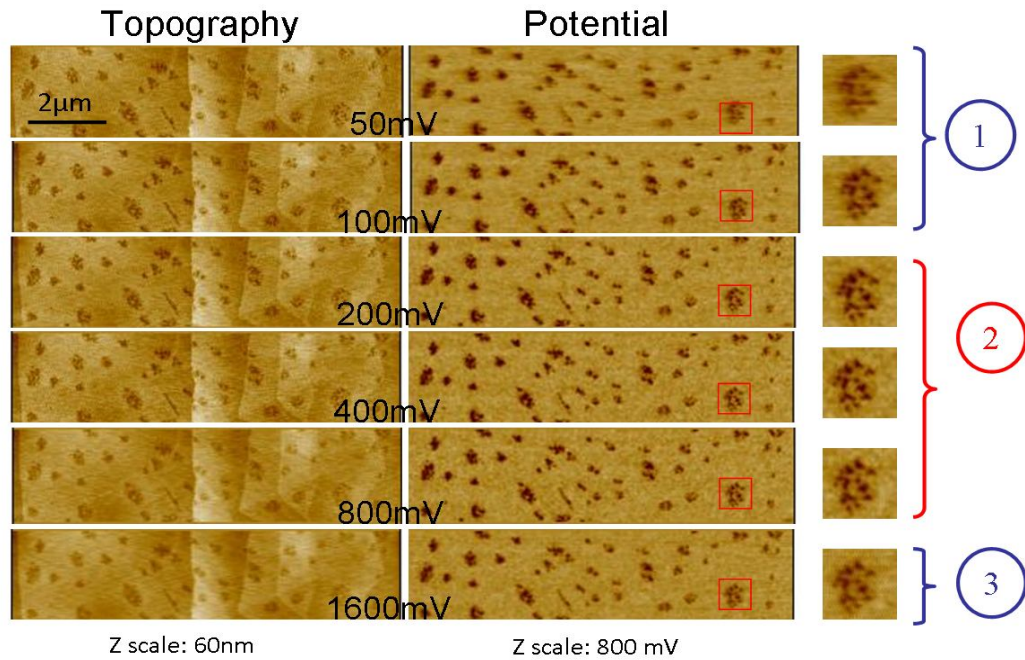 Topography
Potential
2μm
50mV
100mV
200mV
400mV
800mV
1600mV
1
2
3
Z scale: 60nm
Z scale: 800 mV